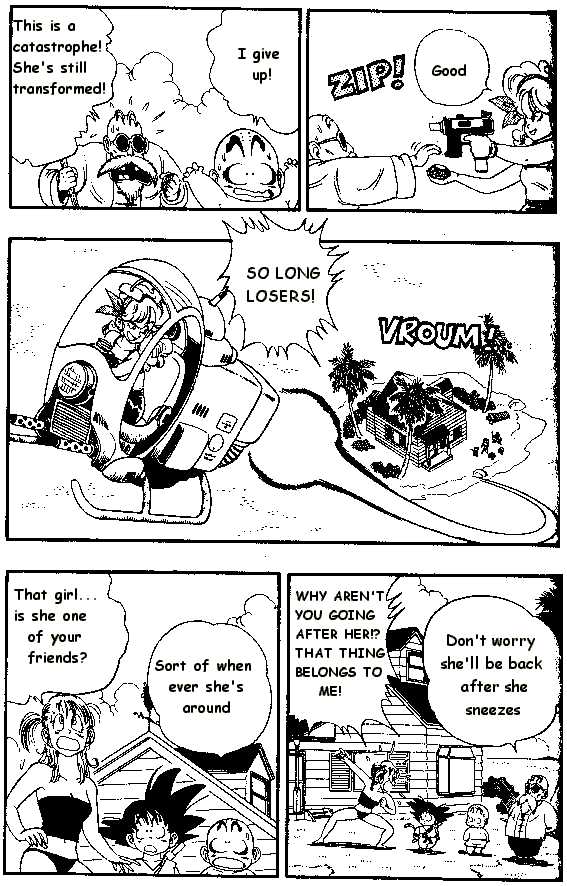 This is a
catastrophe!
She's still
transformed!
I give
up!
ZIP!
Good
SO LONG
LOSERS!
VROUM!
That girl...
is she one
of your
friends?
Sort of when
ever she's
around
WHY AREN'T
YOU GOING
AFTER HER!?
THAT THING
BELONGS TO
ME!
Don't worry
she'll be back
after she
sneezes